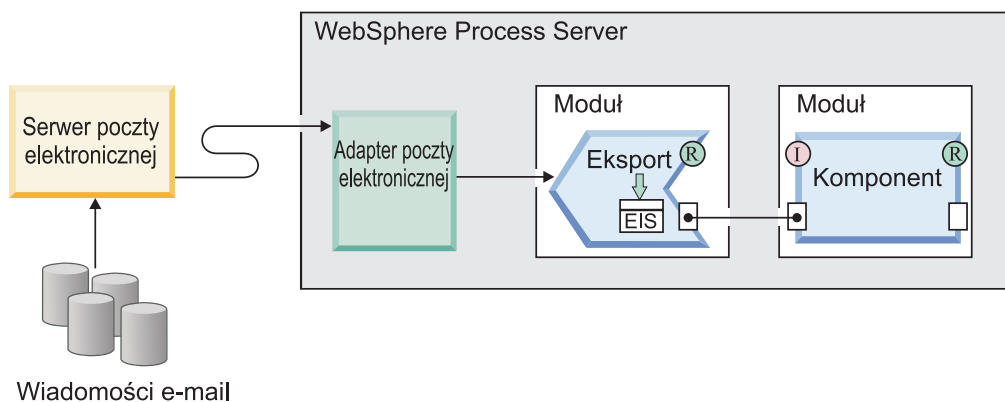 WebSphere Process Server
Serwer poczty
elektronicznej
Adapter poczty
elektronicznej
Moduł
Eksport
R
EIS
Moduł
I
R
Komponent
Wiadomości e-mail